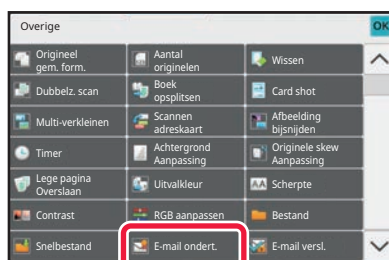 Overige
OK
Origineel
gem. form.
Aantal
originelen
Wissen
Dubbelz. scan
Boek
opsplitsen
Card shot
Multi-verkleinen
Scannen
adreskaart
Afbeelding
bijsnijden
Timer
Achtergrond
Aanpassing
Originele skew
Aanpassing
Lege pagina
Overslaan
Uitvalkleur
AA Scherpte
Contrast
RGB aanpassen
Bestand
Snelbestand
E-mail ondert.
E-mail versl.